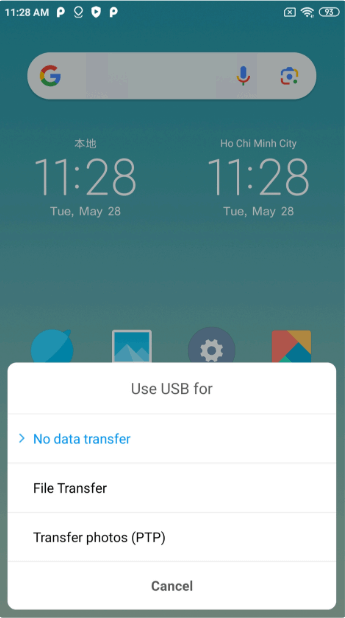 11:28 AM
93
本地
Ho Chi Minh City
11:28
11:28
Tue, May 28
Tue, May 28
Use USB for
No data transfer
File Transfer
Transfer photos (PTP)
Cancel